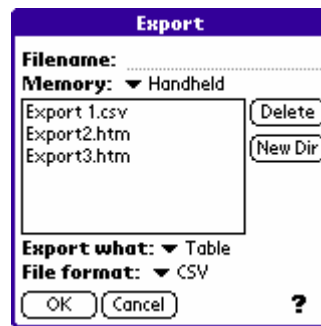 Export
Filename:
Memory: Handheld
Export 1.csv
Export2.htm
Export3.htm
Delete
New Dir
Export what: Table
File format: CSV
OK Cancel ?